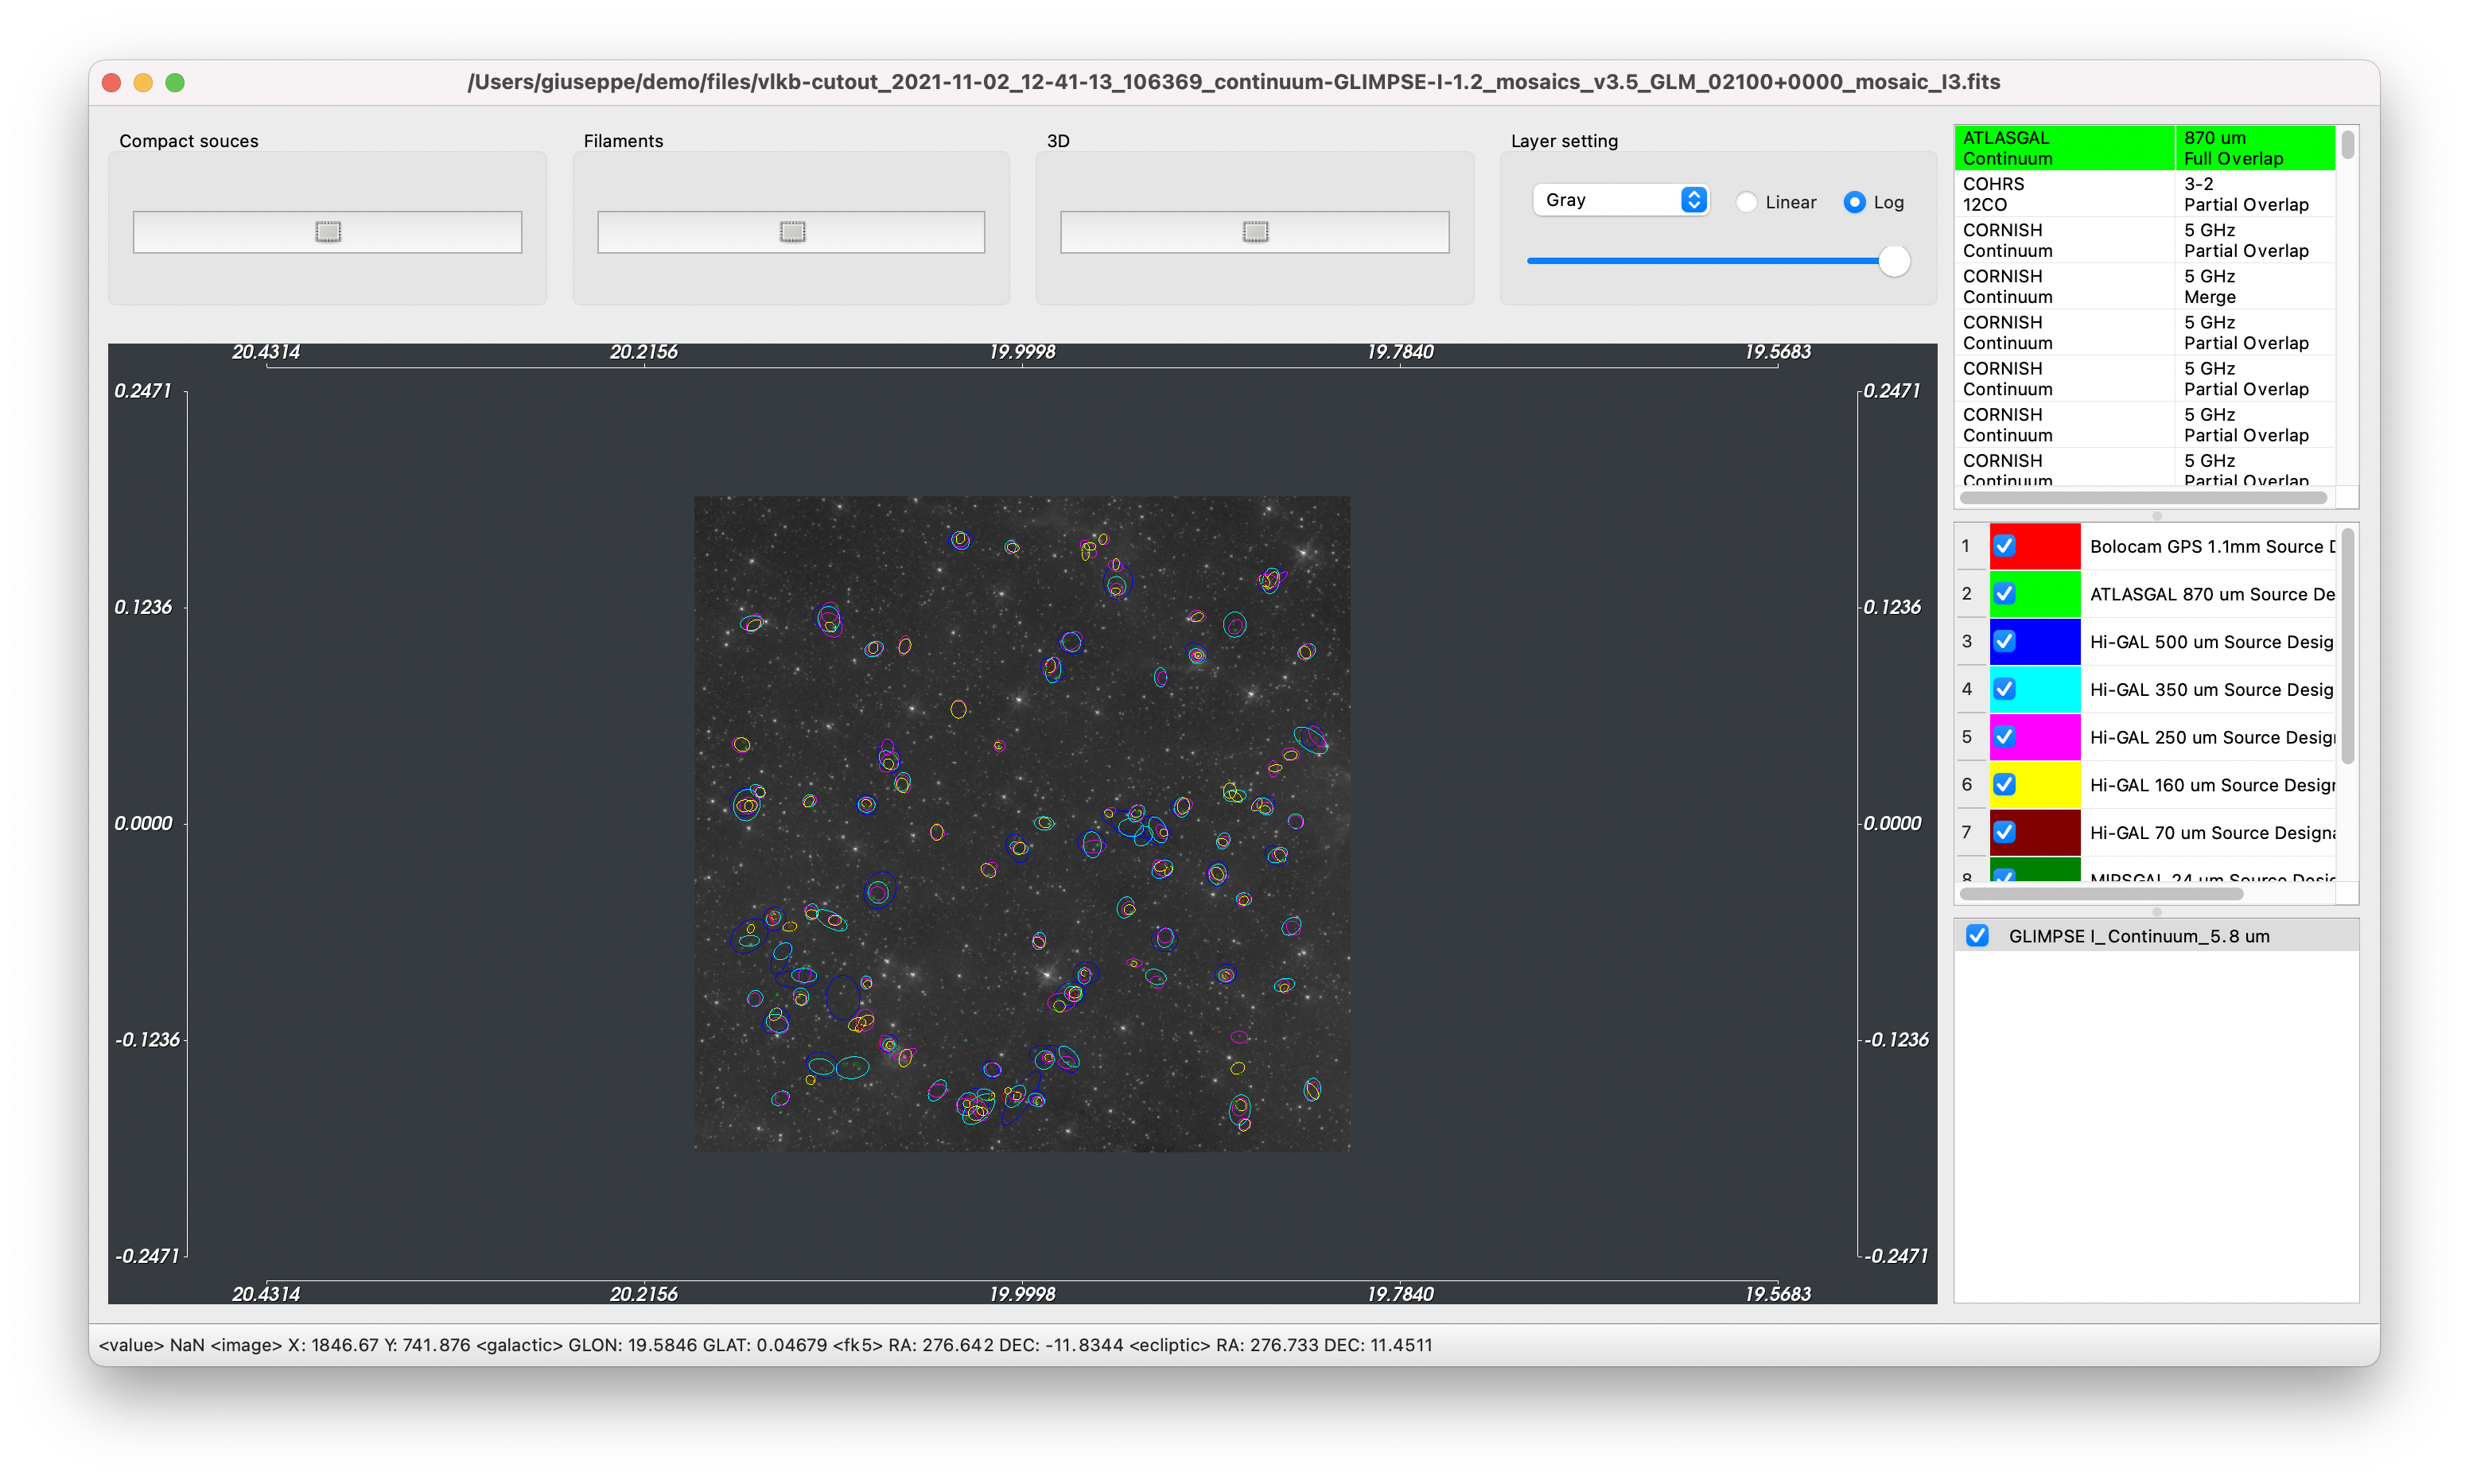 /Users/giuseppe/demo/files/vlkb-cutout_2021-11-02_12-41-13_106369_continuum-GLIMPSE-I-1.2_mosaics_v3.5_GLM_02100+0000_mosaic_I3.fits
Compact souces
Filaments
3D
Layer setting
Gray
Linear
Log
20.4314 20.2156 19.9998 19.7840 19.5683
0.2471
0.1236
0.0000
-0.1236
-0.2471
0.2471
0.1236
0.0000
-0.1236
-0.2471
20.4314 20.2156 19.9998 19.7840 19.5683
ATLASGAL 870 um
Continuum Full Overlap
COHRS 3-2
12CO Partial Overlap
CORNISH 5 GHz
Continuum Partial Overlap
CORNISH 5 GHz
Continuum Merge
CORNISH 5 GHz
Continuum Partial Overlap
CORNISH 5 GHz
Continuum Partial Overlap
CORNISH 5 GHz
Continuum Partial Overlap
CORNISH 5 GHz
Continuum Partial Overlap
1 Bolocam GPS 1.1mm Source
2 ATLASGAL 870 um Source De
3 Hi-GAL 500 um Source Desig
4 Hi-GAL 350 um Source Desig
5 Hi-GAL 250 um Source Desig
6 Hi-GAL 160 um Source Desig
7 Hi-GAL 70 um Source Design
8 MIPSGAL 24 um Source Desig
GLIMPSE I_Continuum_5.8 um
<value> NaN <image> X: 1846.67 Y: 741.876 <galactic> GLON: 19.5846 GLAT: 0.04679 <fk5> RA: 276.642 DEC: -11.8344 <ecliptic> RA: 276.733 DEC: 11.4511